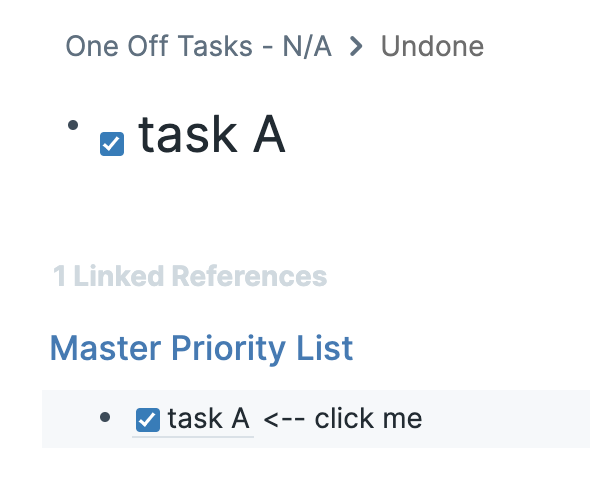 One Off Tasks - N/A > Undone
task A
1 Linked References
Master Priority List
task A <-- click me